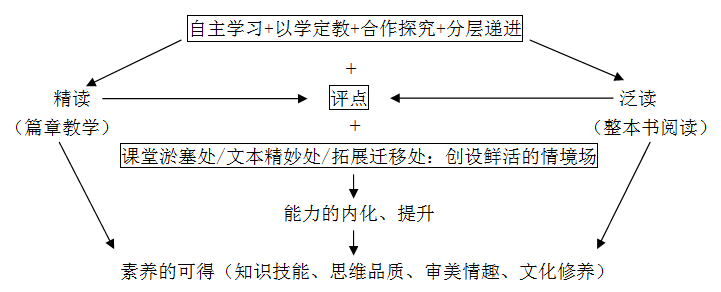 自主学习+以学定教+合作探究+分层递进
+
精读
评点
泛读
(篇章教学)
+
(整本书阅读)
课堂淤塞处/文本精妙处/拓展迁移处：创设鲜活的情境场
能力的内化、提升
素养的可得（知识技能、思维品质、审美情趣、文化修养）